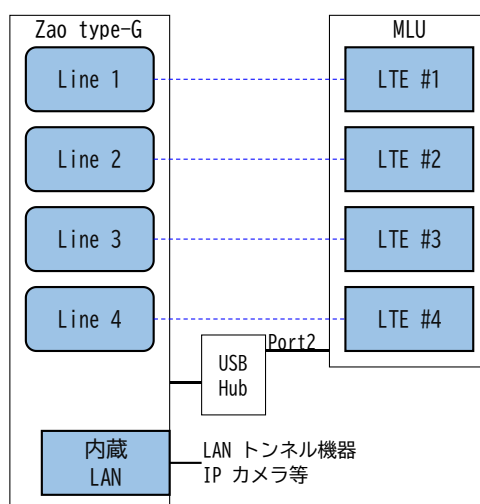 Zao type-G
MLU
Line 1
LTE #1
Line 2
LTE #2
Line 3
LTE #3
Line 4
LTE #4
Port2
USB
Hub
内蔵
LAN
LAN トンネル機器
IP カメラ等